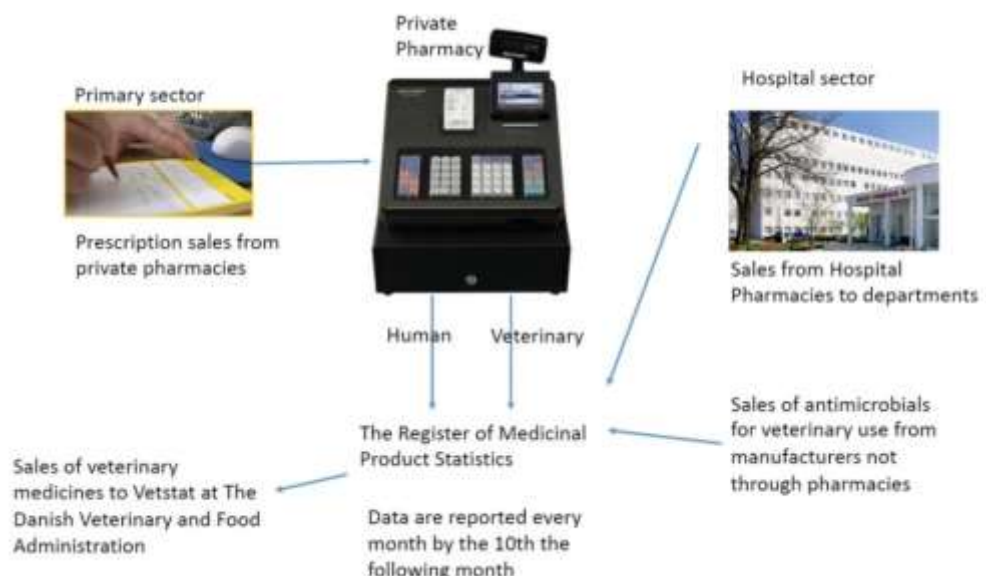 Private
Pharmacy
Primary sector
Hospital sector
Prescription sales from
private pharmacies
Sales from Hospital
Pharmacies to departments
Human
Veterinary
The Register of Medicinal
Product Statistics
Sales of antimicrobials
for veterinary use from
manufacturers not
through pharmacies
Sales of veterinary
medicines to Vetstat at The
Danish Veterinary and Food
Administration
Data are reported every
month by the 10th the
following month